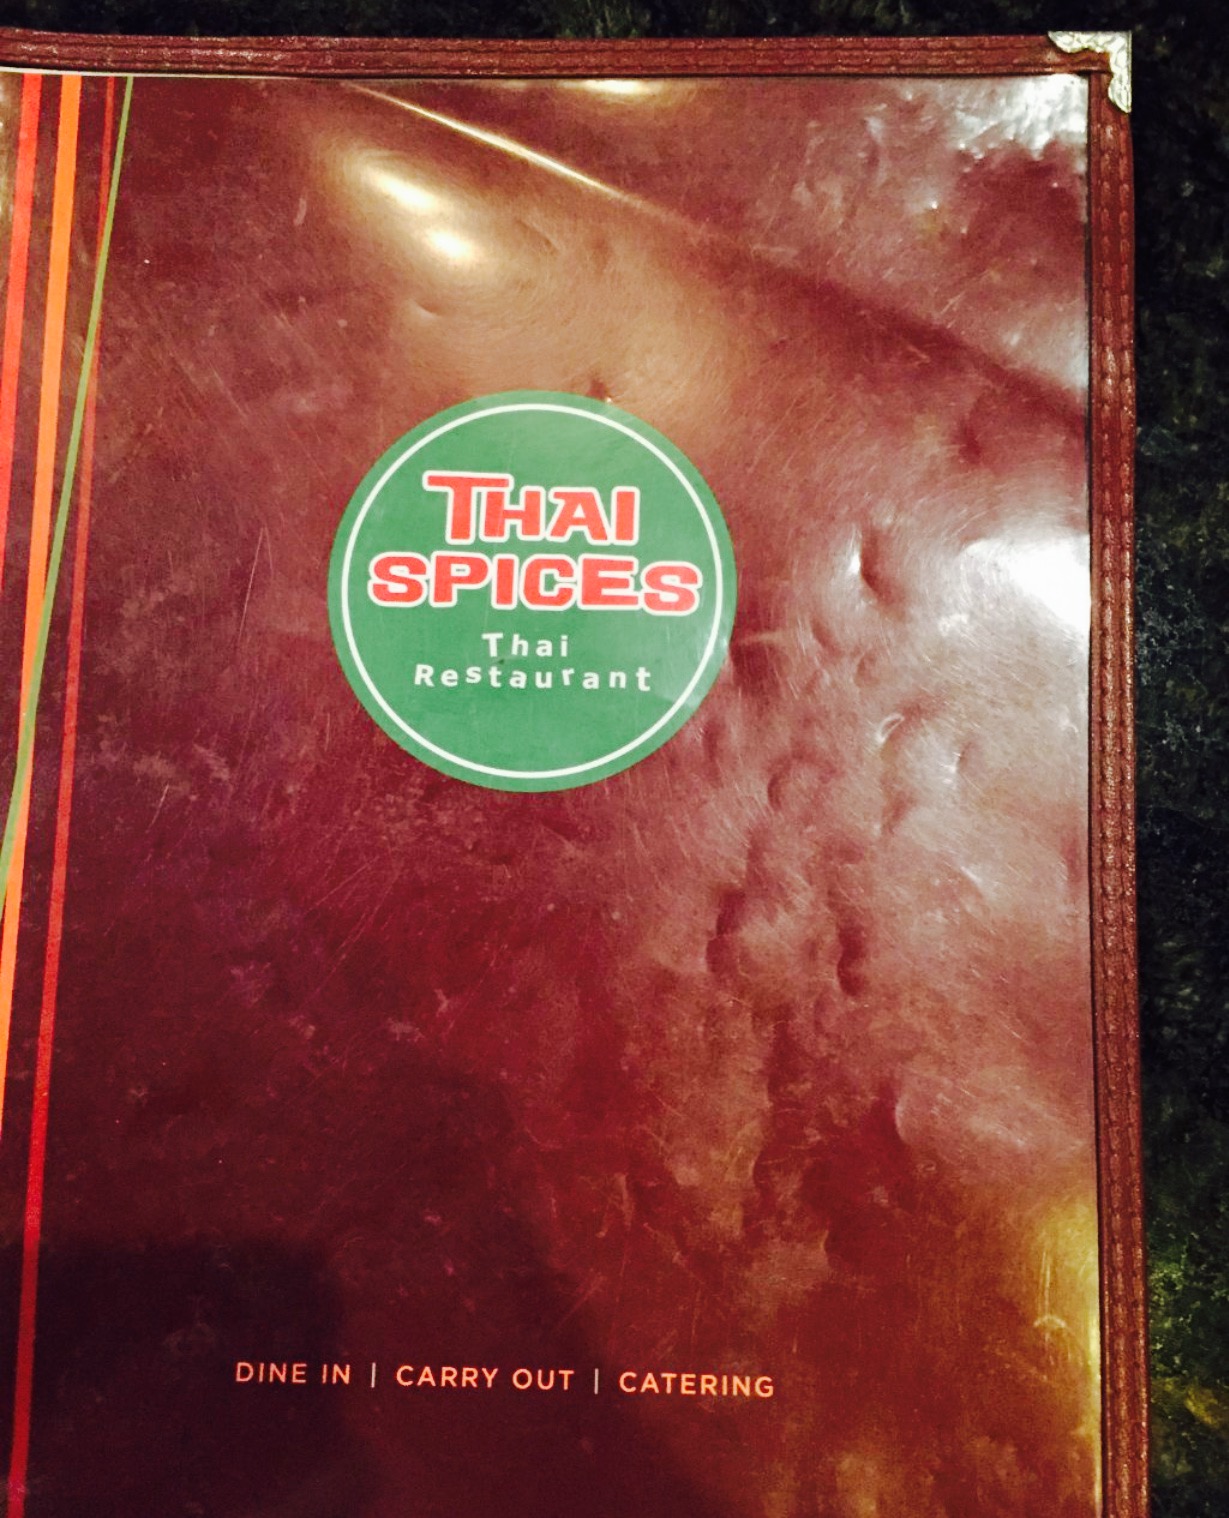 THAI
SPICES
Thai
Restaurant
DINE IN | CARRY OUT | CATERING